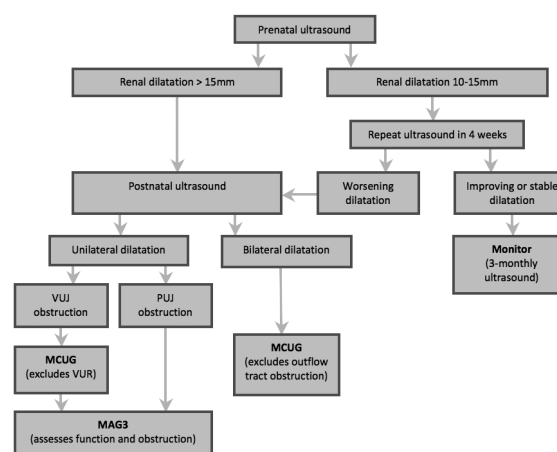 Prenatal ultrasound
Renal dilatation > 15mm
Renal dilatation 10-15mm
Repeat ultrasound in 4 weeks
Postnatal ultrasound
Worsening
dilatation
Improving or stable
dilatation
Unilateral dilatation
Bilateral dilatation
Monitor
(3-monthly
ultrasound)
VUJ
obstruction
PUJ
obstruction
MCUG
(excludes VUR)
MCUG
(excludes outflow
tract obstruction)
MAG3
(assesses function and obstruction)